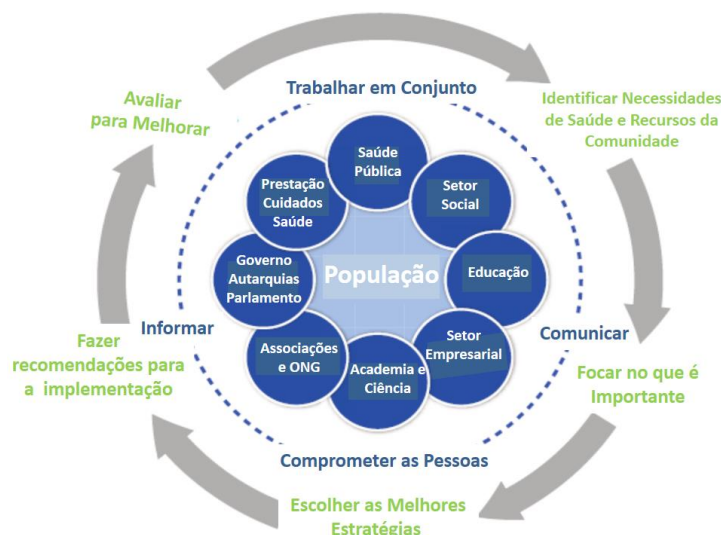 Trabalhar em Conjunto
Avaliar
para Melhorar
Identificar Necessidades
de Saúde e Recursos da
Comunidade
Saúde
Pública
Prestação
Cuidados
Saúde
Setor
Social
Governo
Autarquias
Parlamento
População
Educação
Informar
Comunicar
Fazer
recomendações para
a implementação
Associações
e ONG
Academia e
Ciência
Setor
Empresarial
Focar no que é
Importante
Comprometer as Pessoas
Escolher as Melhores
Estratégias